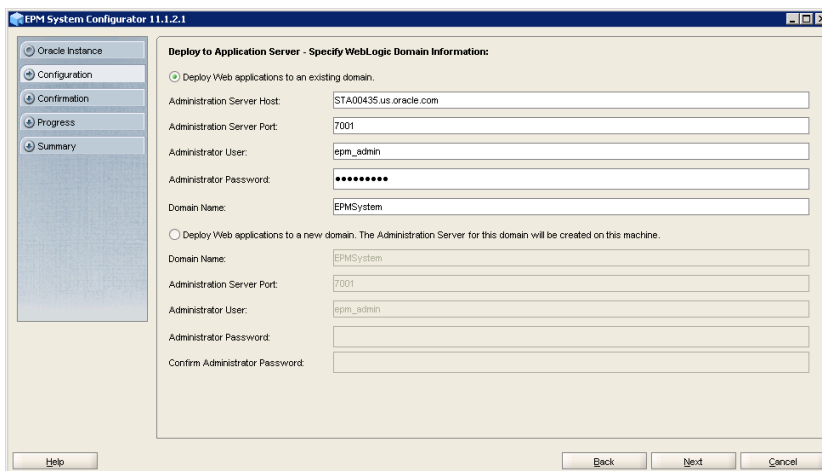 EPM System Configurator 11.1.2.1
Oracle Instance
Configuration
Confirmation
Progress
Summary
Deploy to Application Server - Specify WebLogic Domain Information:
Deploy Web applications to an existing domain.
Administration Server Host: STA00435.us.oracle.com
Administration Server Port: 7001
Administrator User: epm_admin
Administrator Password: •••••••••
Domain Name: EPMSystem
Deploy Web applications to a new domain. The Administration Server for this domain will be created on this machine.
Domain Name: EPMSystem
Administration Server Port: 7001
Administrator User: epm_admin
Administrator Password:
Confirm Administrator Password:
Help Back Next Cancel